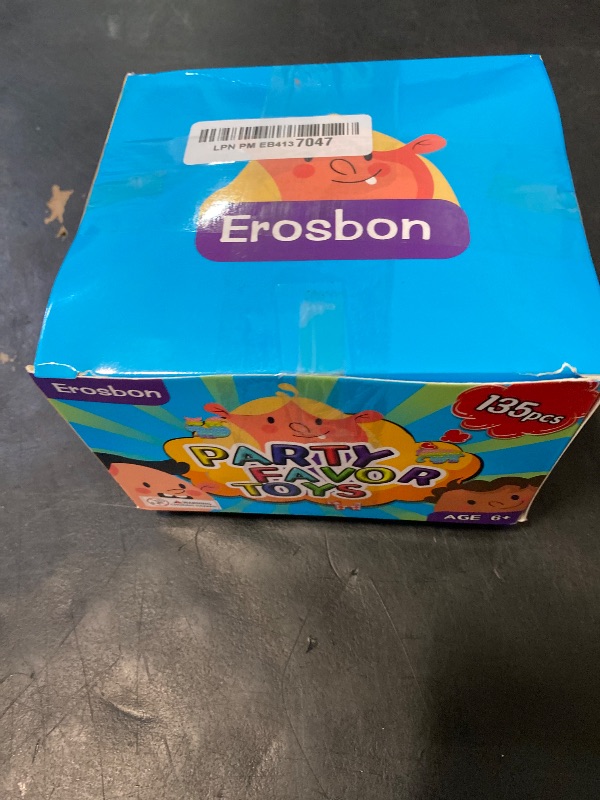 LPN PM EB4137047
Erosbon
Erosbon
135pcs
PARTY
FAVOR
TOYS
AGE 6+